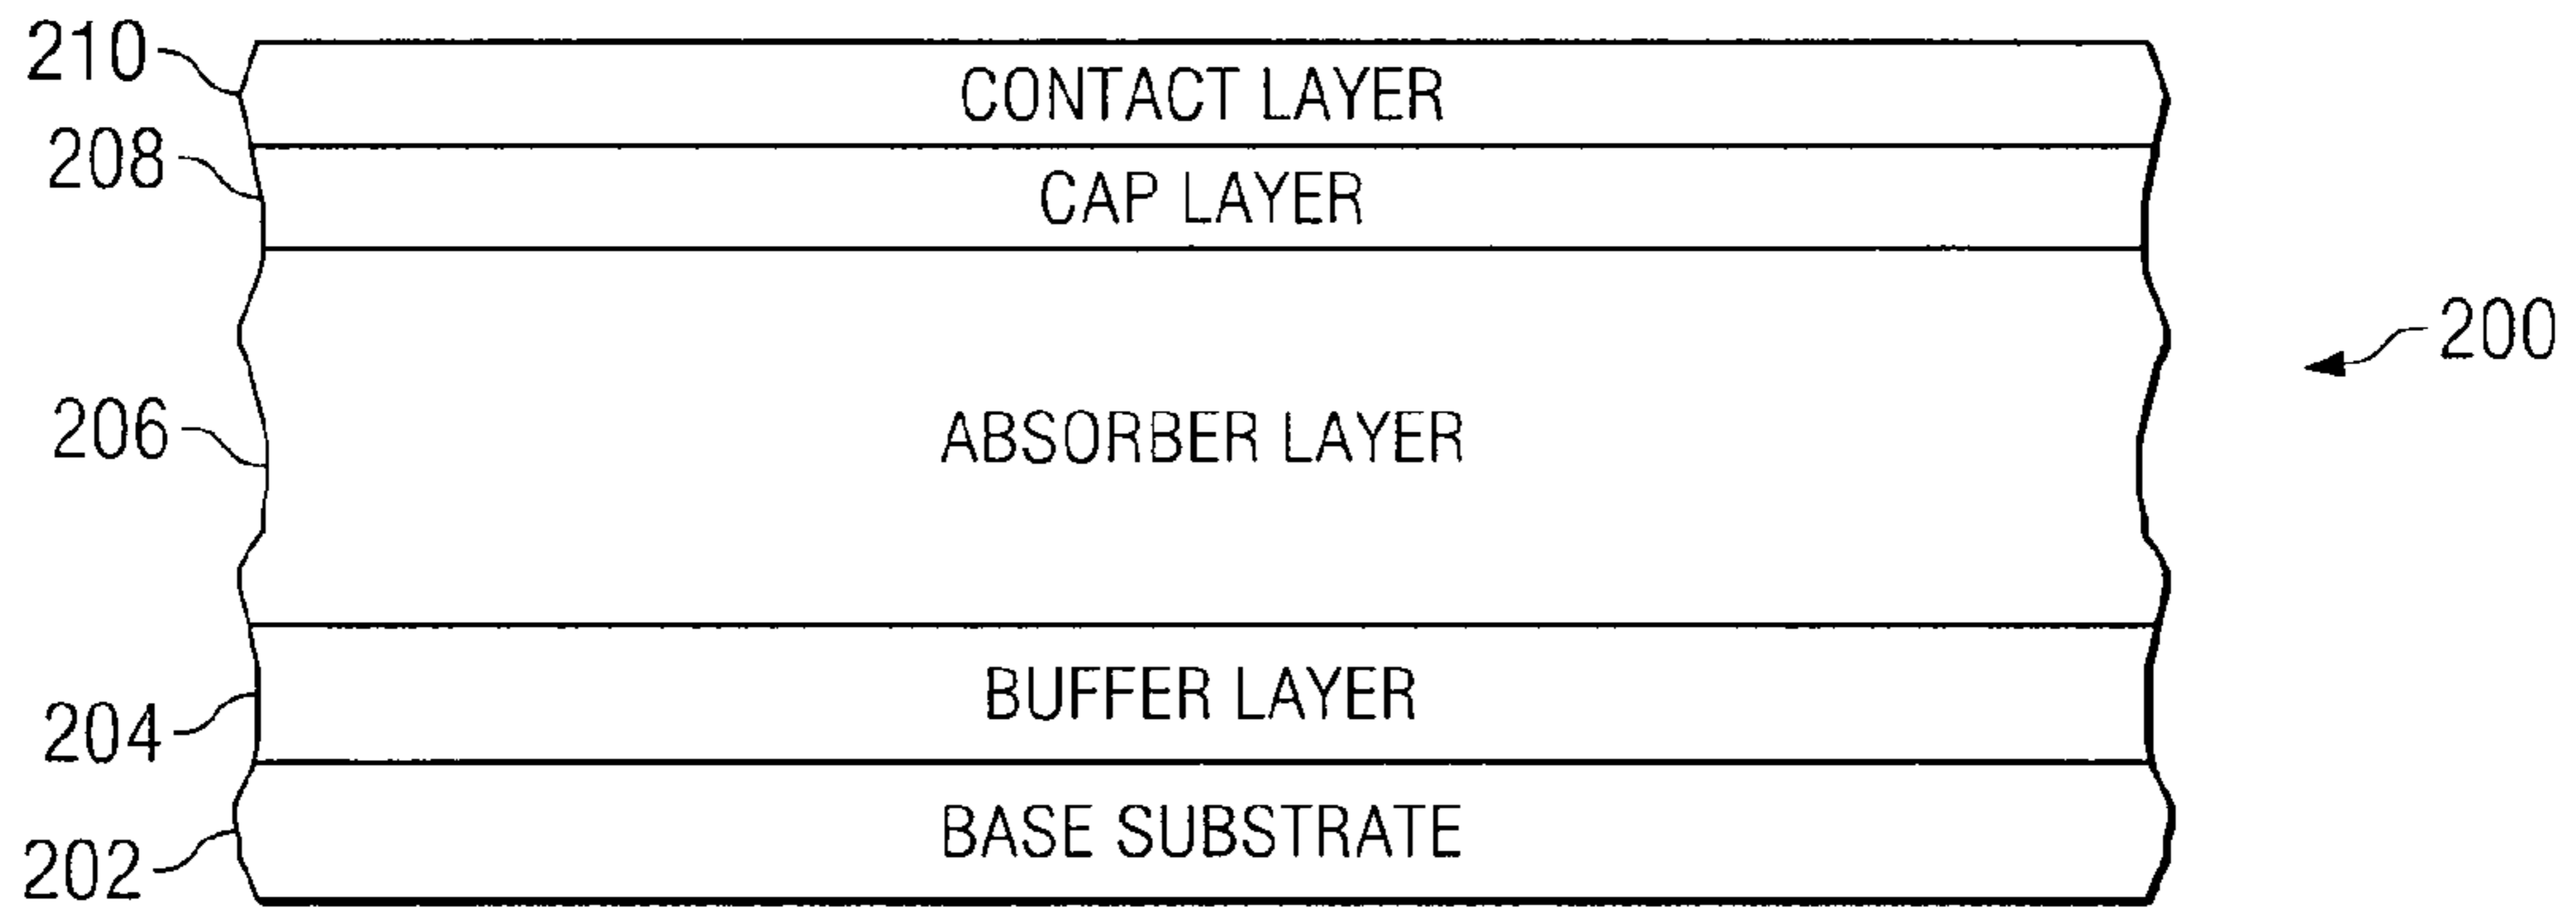 210
CONTACT LAYER
208
CAP LAYER
200
206
ABSORBER LAYER
204
BUFFER LAYER
202
BASE SUBSTRATE